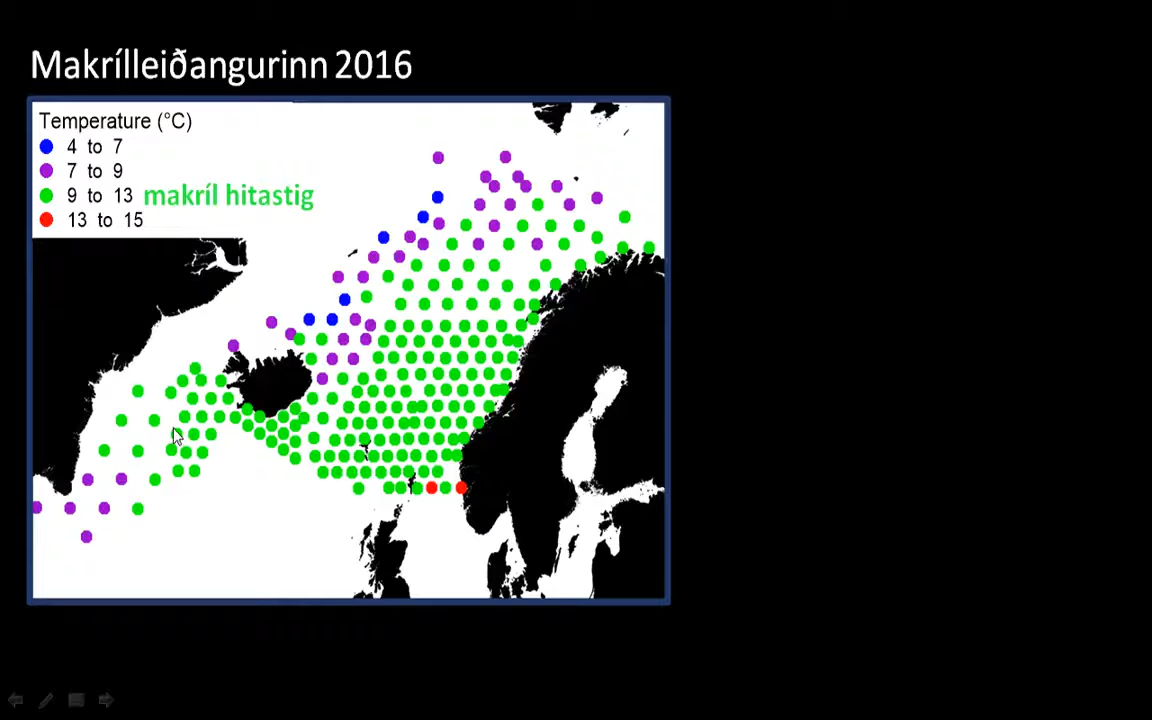 Makrílleiðangurinn 2016
Temperature (°C)
4 to 7
7 to 9
9 to 13 makríl hitastig
13 to 15